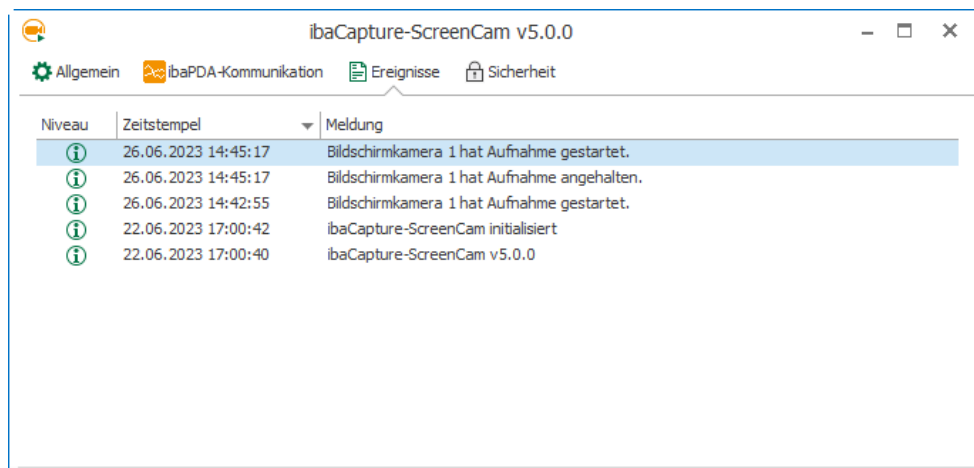 ibaCapture-ScreenCam v5.0.0
Allgemein ibaPDA-Kommunikation Ereignisse Sicherheit
Niveau Zeitstempel Meldung
26.06.2023 14:45:17 Bildschirmkamera 1 hat Aufnahme gestartet.
26.06.2023 14:45:17 Bildschirmkamera 1 hat Aufnahme angehalten.
26.06.2023 14:42:55 Bildschirmkamera 1 hat Aufnahme gestartet.
22.06.2023 17:00:42 ibaCapture-ScreenCam initialisiert
22.06.2023 17:00:40 ibaCapture-ScreenCam v5.0.0